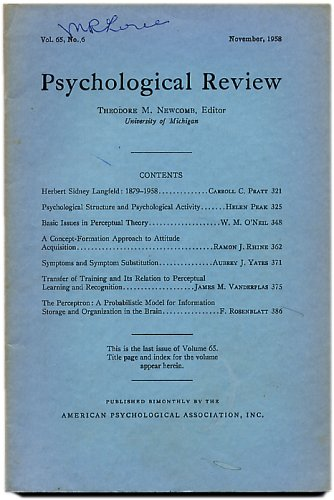 Vol. 65, No. 6 November, 1958
Psychological Review
THEODORE M. NEWCOMB, Editor
University of Michigan
CONTENTS
Herbert Sidney Langfeld: 1879–1958..............CARROLL C. PRATT 321
Psychological Structure and Psychological Activity.......HELEN PEAK 325
Basic Issues in Perceptual Theory..................W. M. O'NEIL 348
A Concept-Formation Approach to Attitude
Acquisition.......................................RAMON J. RHINE 362
Symptoms and Symptom Substitution..............AUBREY J. YATES 371
Transfer of Training and Its Relation to Perceptual
Learning and Recognition....................JAMES M. VANDERPLAS 375
The Perceptron: A Probabilistic Model for Information
Storage and Organization in the Brain.................F. ROSENBLATT 386
This is the last issue of Volume 65.
Title page and index for the volume
appear herein.
PUBLISHED BIMONTHLY BY THE
AMERICAN PSYCHOLOGICAL ASSOCIATION, INC.